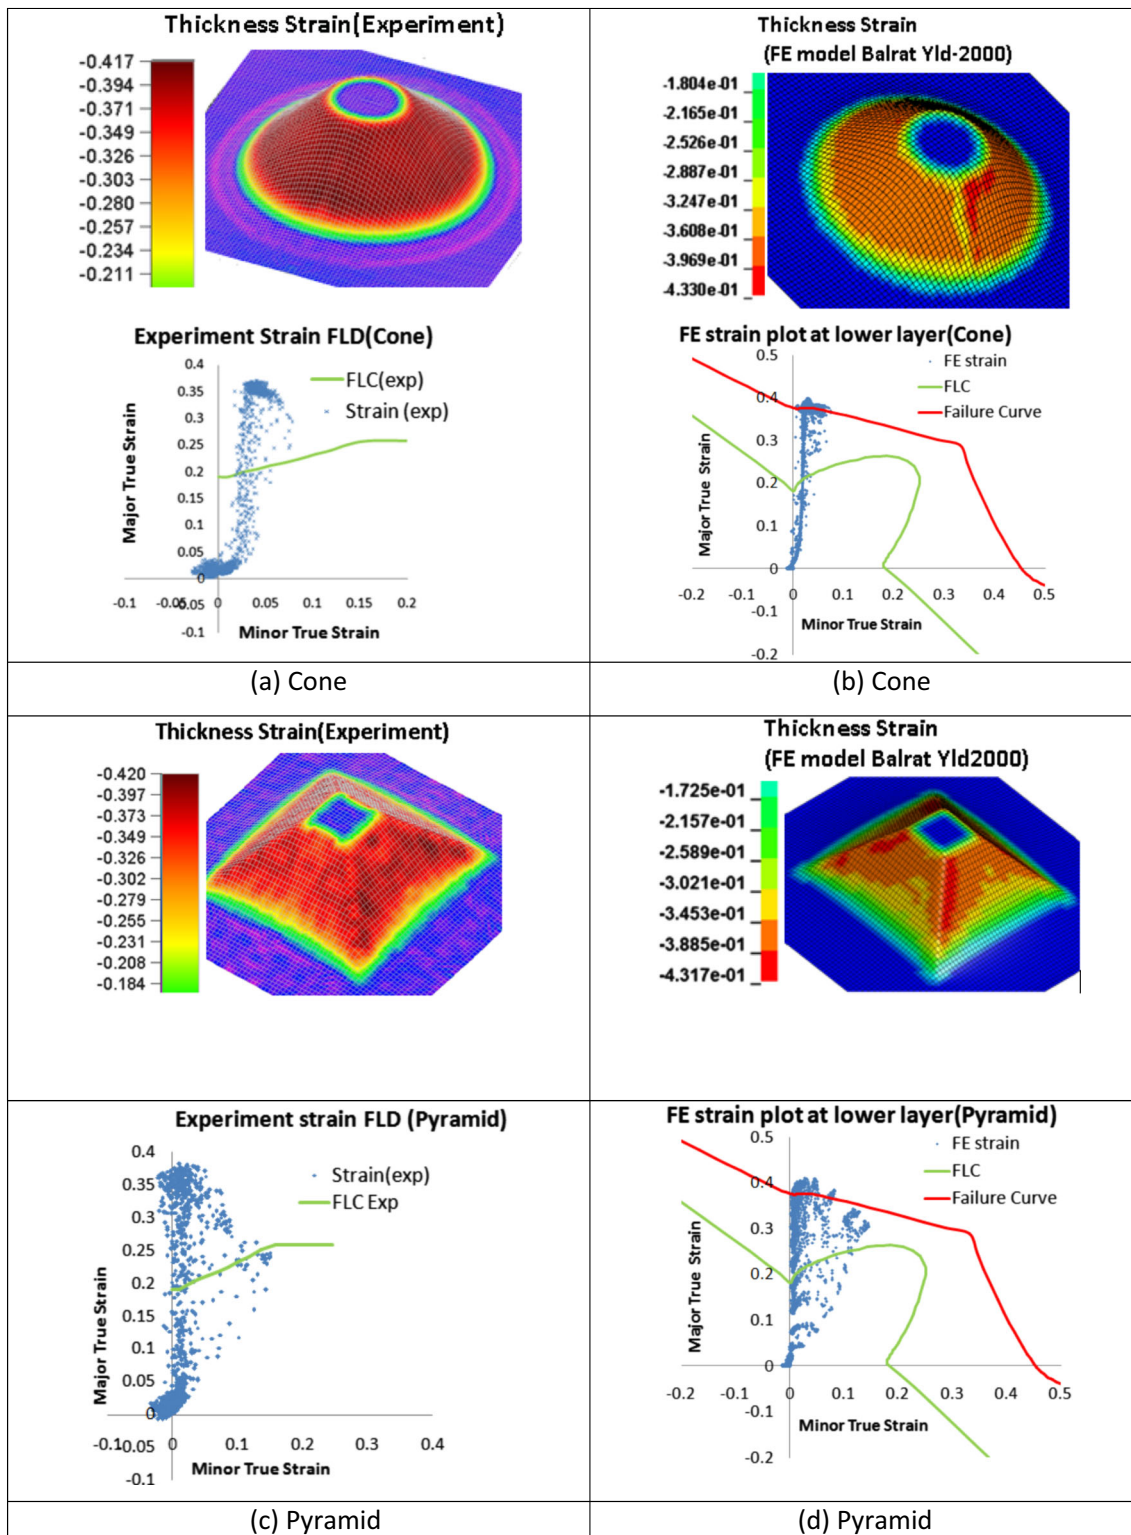 Thickness Strain(Experiment)
-0.417
-0.394
-0.371
-0.349
-0.326
-0.303
-0.280
-0.257
-0.234
-0.211
Experiment Strain FLD(Cone)
0.4
0.35
0.3
0.25
0.2
0.15
0.1
0.05
0
-0.05
-0.1
-0.1
0
0.05
0.1
0.15
0.2
FLC(exp)
Strain (exp)
Major True Strain
Minor True Strain
(a) Cone
Thickness Strain
(FE model Balrat Yld-2000)
-1.804e-01
-2.165e-01
-2.526e-01
-2.887e-01
-3.247e-01
-3.608e-01
-3.969e-01
-4.330e-01
FE strain plot at lower layer(Cone)
0.5
0.4
0.3
0.2
0
-0.1
-0.2
-0.2
-0.1
0
0.1
0.2
0.3
0.4
0.5
FE strain
FLC
Failure Curve
Major True Strain
Minor True Strain
(b) Cone
Thickness Strain(Experiment)
-0.420
-0.397
-0.373
-0.349
-0.326
-0.302
-0.279
-0.255
-0.231
-0.208
-0.184
Experiment strain FLD (Pyramid)
0.4
0.35
0.3
0.25
0.2
0.15
0.1
0.05
0
-0.05
-0.1
-0.1
0
0.1
0.2
0.3
0.4
Strain(exp)
FLC Exp
Major True Strain
Minor True Strain
(c) Pyramid
Thickness Strain
(FE model Balrat Yld2000)
-1.725e-01
-2.157e-01
-2.589e-01
-3.021e-01
-3.453e-01
-3.885e-01
-4.317e-01
FE strain plot at lower layer(Pyramid)
0.5
0.4
0.3
0.2
0.1
0
-0.1
-0.2
-0.2
-0.1
0
0.1
0.2
0.3
0.4
0.5
FE strain
FLC
Failure Curve
Major True Strain
Minor True Strain
(d) Pyramid